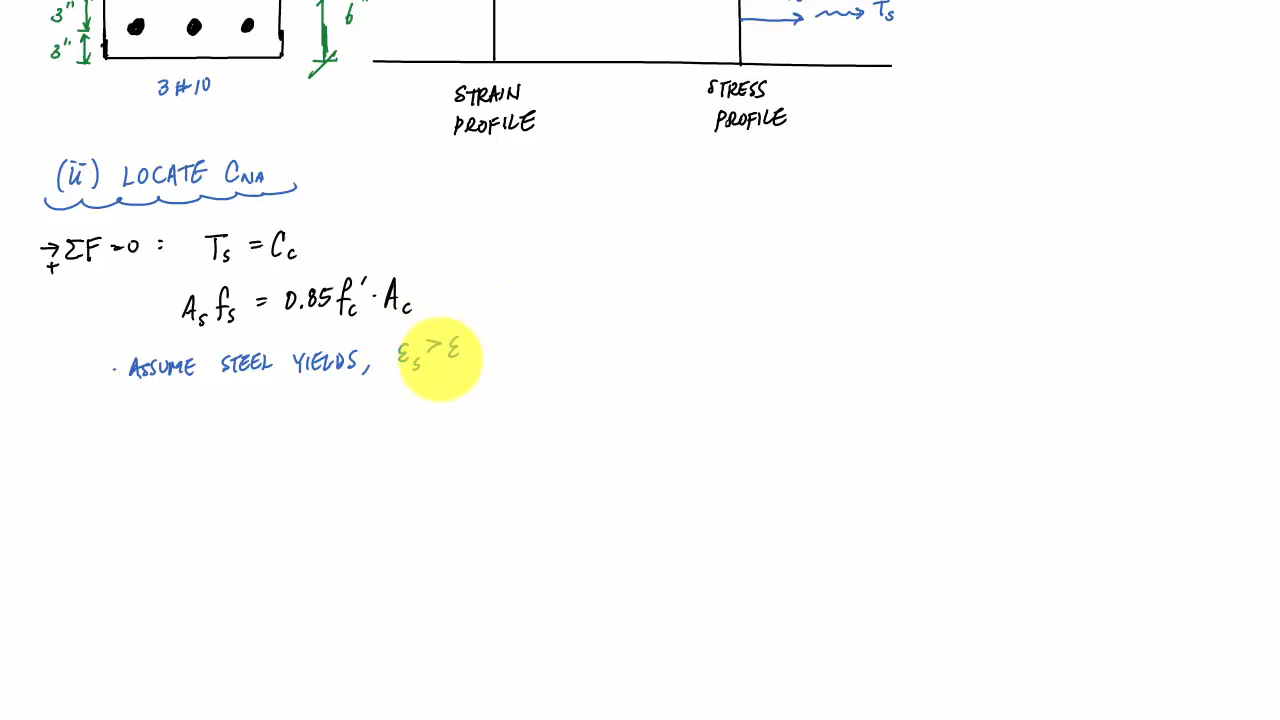 3"
6"
Ts
3"
3 # 10
STRAIN
PROFILE
STRESS
PROFILE
(ii) LOCATE CNA
→+ ΣF = 0 : Ts = Cc
As fs = 0.85 fc' · Ac
· ASSUME STEEL YIELDS, εs > ε